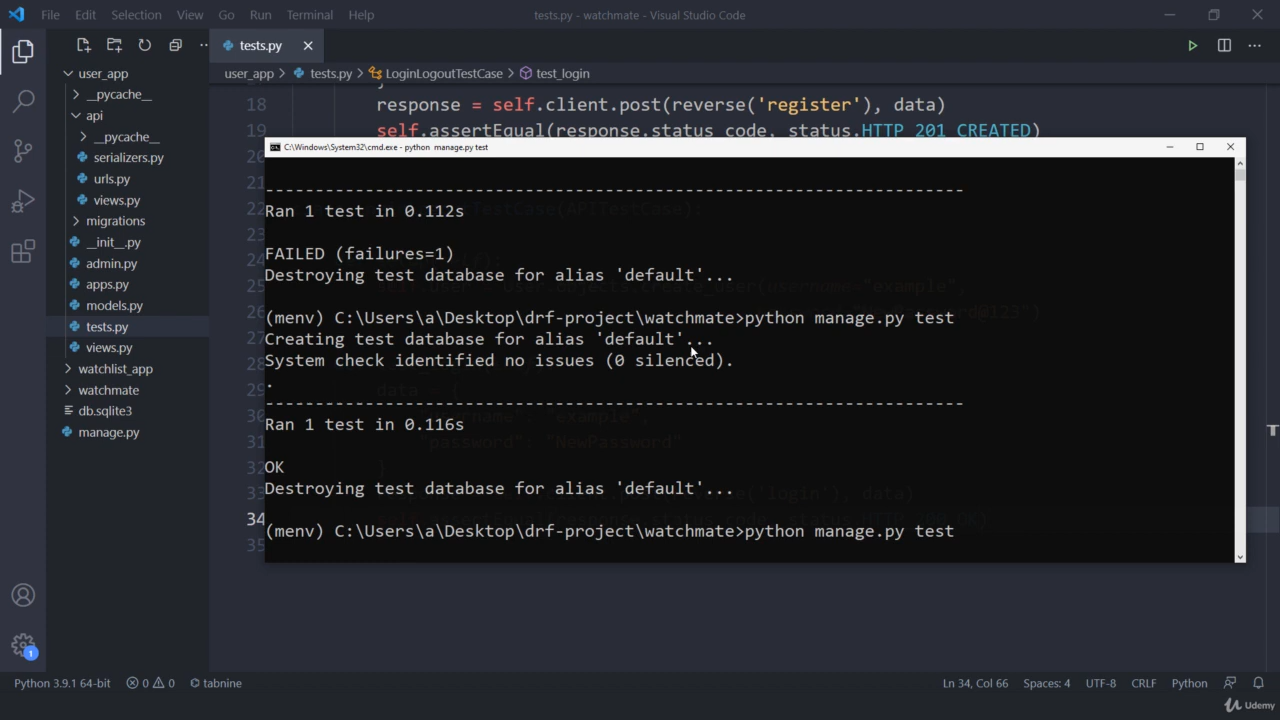 File Edit Selection View Go Run Terminal Help
tests.py - watchmate - Visual Studio Code
tests.py
user_app
__pycache__
api
__pycache__
serializers.py
urls.py
views.py
migrations
__init__.py
admin.py
apps.py
models.py
tests.py
views.py
watchlist_app
watchmate
db.sqlite3
manage.py
user_app > tests.py > LoginLogoutTestCase > test_login
18 response = self.client.post(reverse('register'), data)
19 self.assertEqual(response.status_code, status.HTTP_201_CREATED)
C:\Windows\System32\cmd.exe - python manage.py test
----------------------------------------------------------------------
Ran 1 test in 0.112s
FAILED (failures=1)
Destroying test database for alias 'default'...
(menv) C:\Users\a\Desktop\drf-project\watchmate>python manage.py test
Creating test database for alias 'default'...
System check identified no issues (0 silenced).
.
----------------------------------------------------------------------
Ran 1 test in 0.116s
OK
Destroying test database for alias 'default'...
(menv) C:\Users\a\Desktop\drf-project\watchmate>python manage.py test
34
1
Python 3.9.1 64-bit 0 0 tabnine
Ln 34, Col 66 Spaces: 4 UTF-8 CRLF Python
Udemy